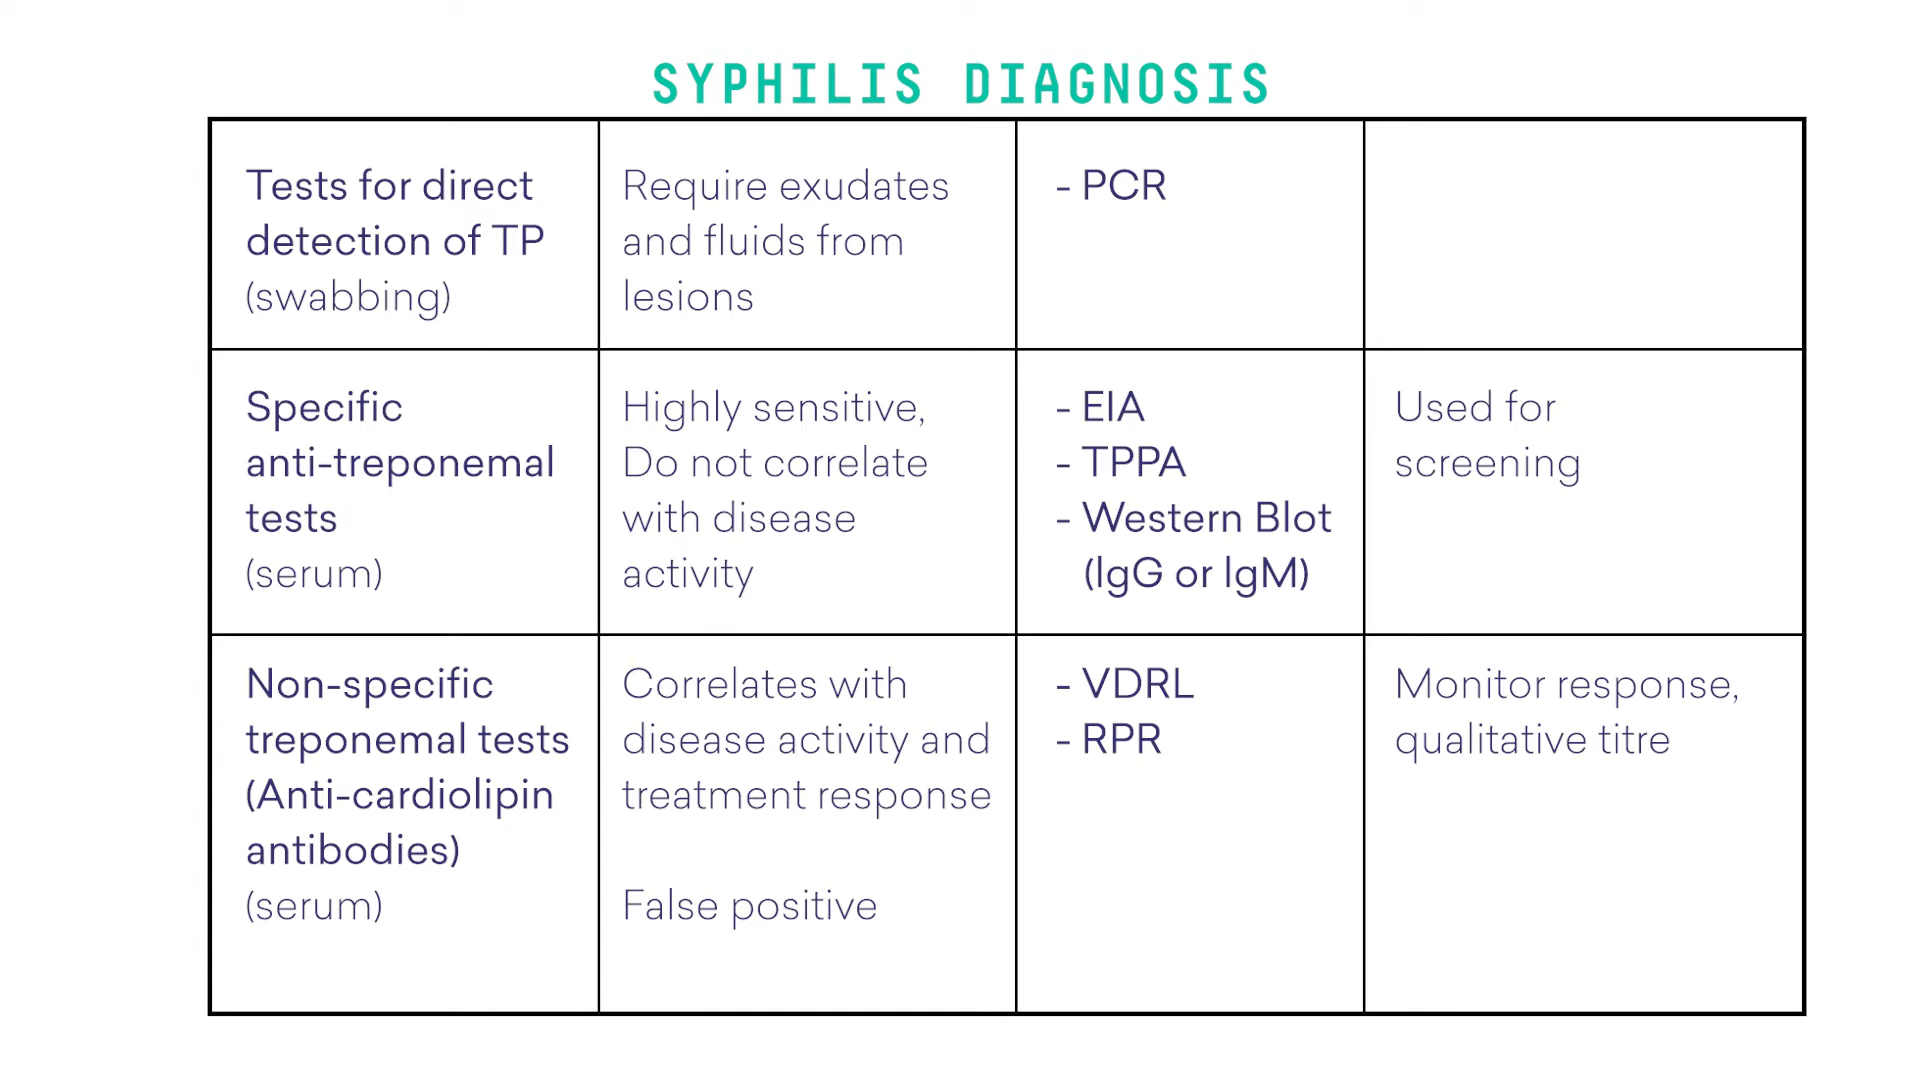 SYPHILIS DIAGNOSIS
Tests for direct
detection of TP
(swabbing)
Require exudates
and fluids from
lesions
- PCR
Specific
anti-treponemal
tests
(serum)
Highly sensitive,
Do not correlate
with disease
activity
- EIA
- TPPA
- Western Blot
(IgG or IgM)
Used for
screening
Non-specific
treponemal tests
(Anti-cardiolipin
antibodies)
(serum)
Correlates with
disease activity and
treatment response
False positive
- VDRL
- RPR
Monitor response,
qualitative titre